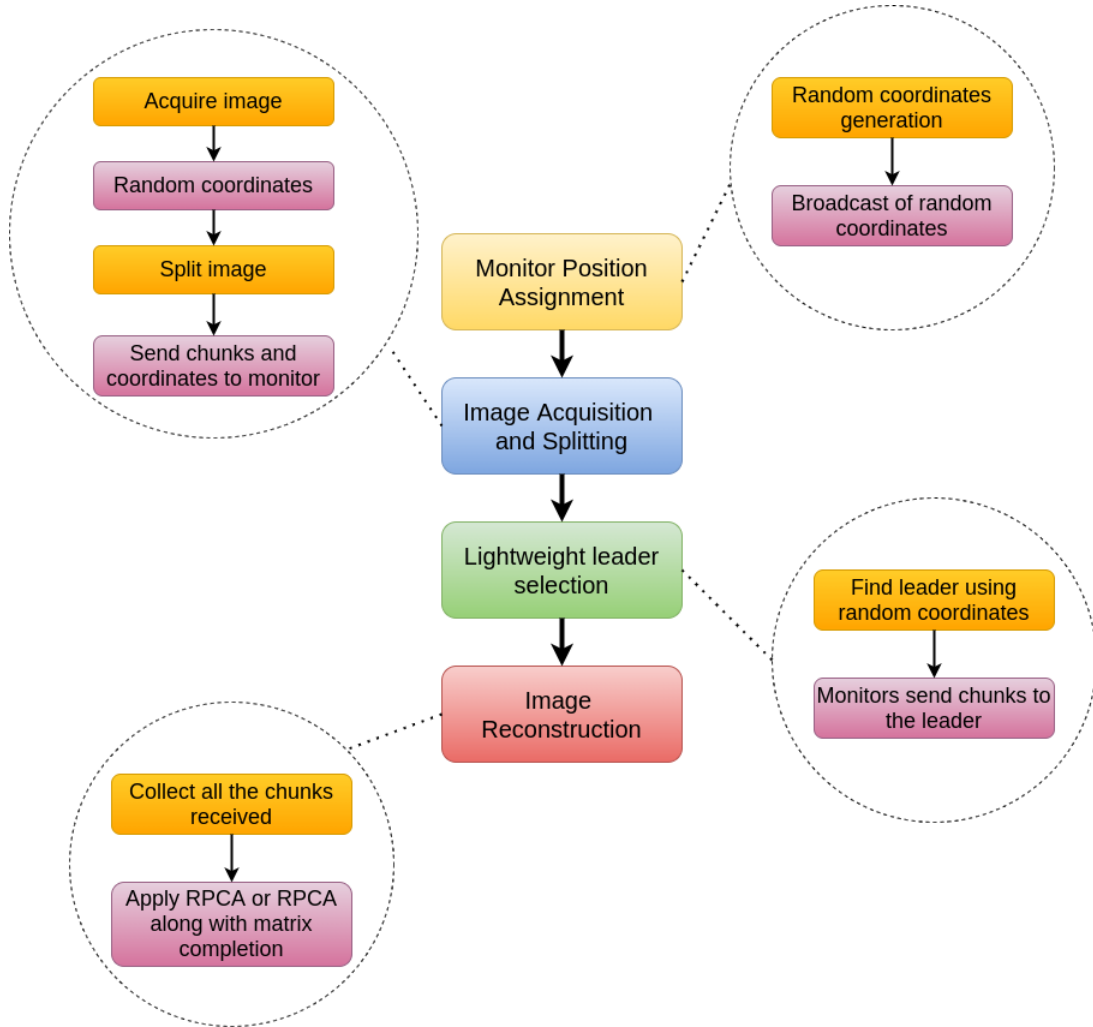 Acquire image
Random coordinates
Split image
Send chunks and
coordinates to monitor
Random coordinates
generation
Broadcast of random
coordinates
Monitor Position
Assignment
Image Acquisition
and Splitting
Lightweight leader
selection
Image
Reconstruction
Find leader using
random coordinates
Monitors send chunks to
the leader
Collect all the chunks
received
Apply RPCA or RPCA
along with matrix
completion